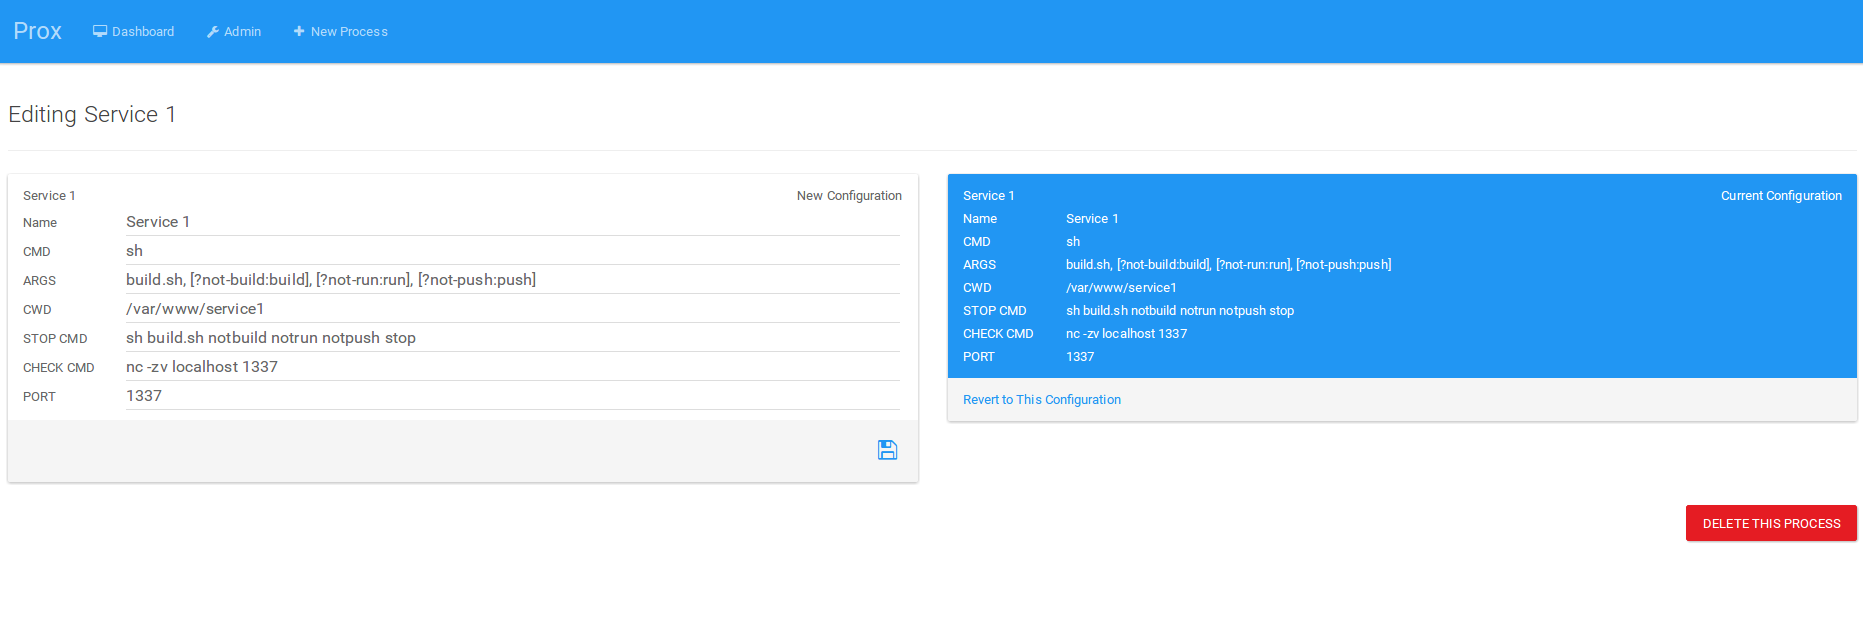 Prox Dashboard Admin New Process
Editing Service 1
Service 1 New Configuration
Name Service 1
CMD sh
ARGS build.sh, [?not-build:build], [?not-run:run], [?not-push:push]
CWD /var/www/service1
STOP CMD sh build.sh notbuild notrun notpush stop
CHECK CMD nc -zv localhost 1337
PORT 1337
Service 1 Current Configuration
Name Service 1
CMD sh
ARGS build.sh, [?not-build:build], [?not-run:run], [?not-push:push]
CWD /var/www/service1
STOP CMD sh build.sh notbuild notrun notpush stop
CHECK CMD nc -zv localhost 1337
PORT 1337
Revert to This Configuration
DELETE THIS PROCESS